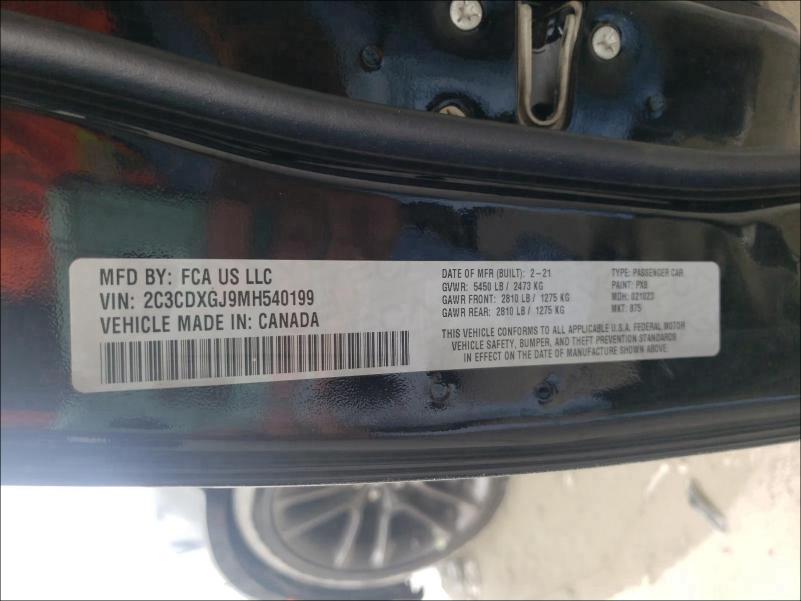 MFD BY: FCA US LLC
VIN: 2C3CDXGJ9MH540199
VEHICLE MADE IN: CANADA
DATE OF MFR (BUILT): 2-21
GVWR: 5450 LB / 2473 KG
GAWR FRONT: 2810 LB / 1275 KG
GAWR REAR: 2810 LB / 1275 KG
TYPE: PASSENGER CAR
PAINT: PX8
MDH: 021023
MKT: B75
THIS VEHICLE CONFORMS TO ALL APPLICABLE U.S.A. FEDERAL MOTOR
VEHICLE SAFETY, BUMPER, AND THEFT PREVENTION STANDARDS
IN EFFECT ON THE DATE OF MANUFACTURE SHOWN ABOVE.